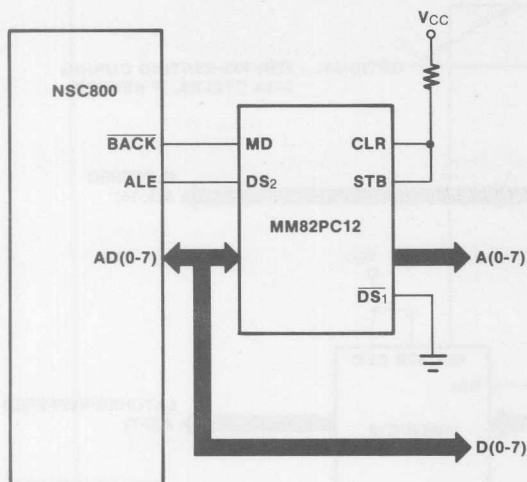 VCC
NSC800
BACK
MD
CLR
ALE
DS2
STB
MM82PC12
AD(0-7)
A(0-7)
DS1
D(0-7)